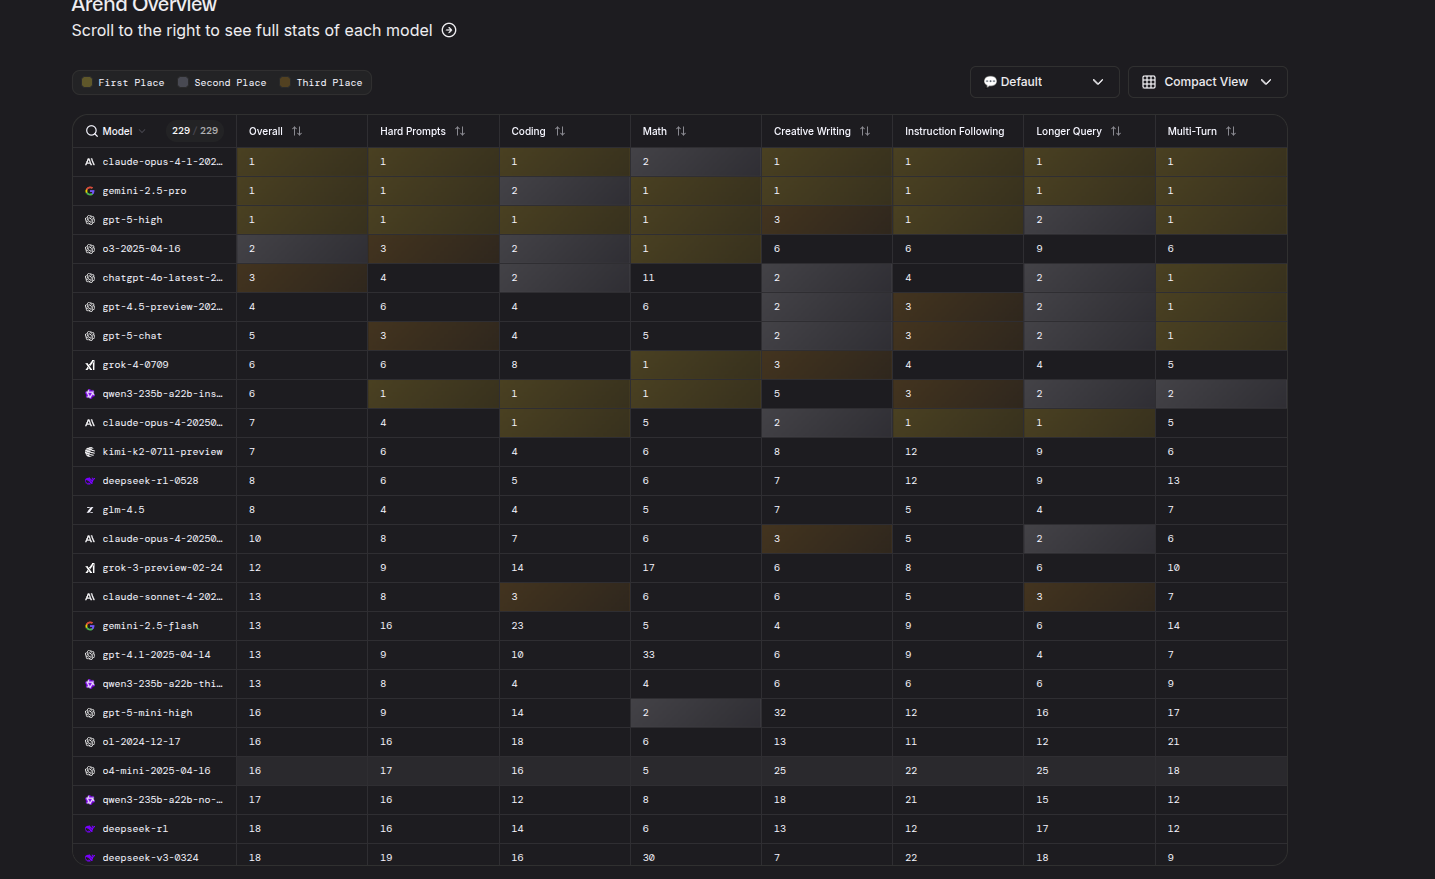 Arena Overview
Scroll to the right to see full stats of each model
First Place Second Place Third Place
Default
Compact View
Model 229 / 229 Overall Hard Prompts Coding Math Creative Writing Instruction Following Longer Query Multi-Turn
claude-opus-4-1-202… 1 1 1 2 1 1 1 1
gemini-2.5-pro 1 1 2 1 1 1 1 1
gpt-5-high 1 1 1 1 3 1 2 1
o3-2025-04-16 2 3 2 1 6 6 9 6
chatgpt-4o-latest-2… 3 4 2 11 2 4 2 1
gpt-4.5-preview-202… 4 6 4 6 2 3 2 1
gpt-5-chat 5 3 4 5 2 3 2 1
grok-4-0709 6 6 8 1 3 4 4 5
qwen3-235b-a22b-ins… 6 1 1 1 5 3 2 2
claude-opus-4-20250… 7 4 1 5 2 1 1 5
kimi-k2-0711-preview 7 6 4 6 8 12 9 6
deepseek-r1-0528 8 6 5 6 7 12 9 13
glm-4.5 8 4 4 5 7 5 4 7
claude-opus-4-20250… 10 8 7 6 3 5 2 6
grok-3-preview-02-24 12 9 14 17 6 8 6 10
claude-sonnet-4-202… 13 8 3 6 6 5 3 7
gemini-2.5-flash 13 16 23 5 4 9 6 14
gpt-4.1-2025-04-14 13 9 10 33 6 9 4 7
qwen3-235b-a22b-thi… 13 8 4 4 6 6 6 9
gpt-5-mini-high 16 9 14 2 32 12 16 17
o1-2024-12-17 16 16 18 6 13 11 12 21
o4-mini-2025-04-16 16 17 16 5 25 22 25 18
qwen3-235b-a22b-no-… 17 16 12 8 18 21 15 12
deepseek-r1 18 16 14 6 13 12 17 12
deepseek-v3-0324 18 19 16 30 7 22 18 9